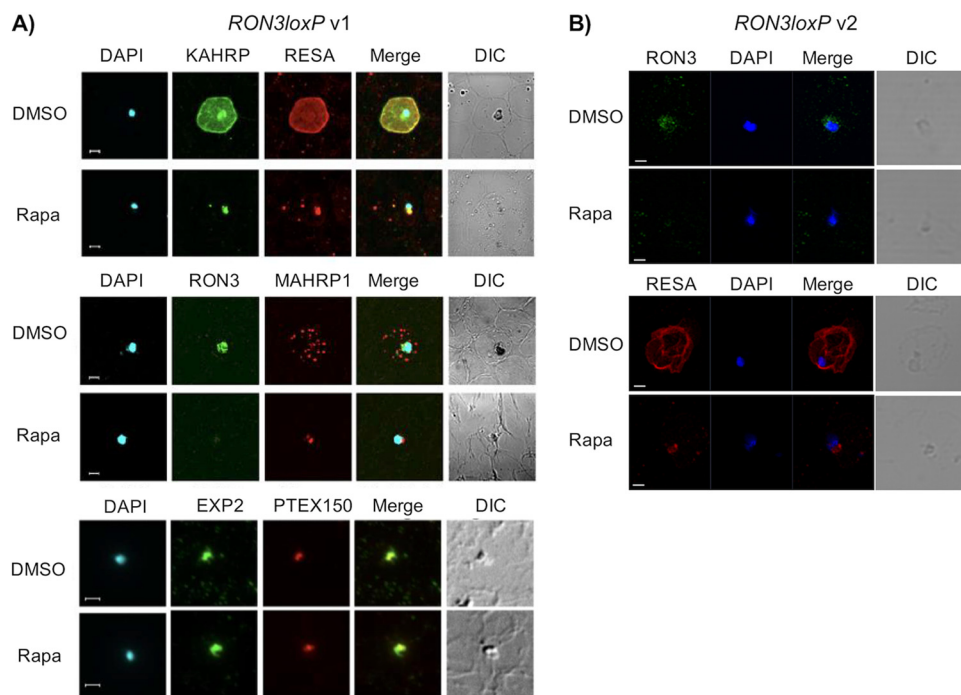 A) RON3loxP v1
DAPI KAHRP RESA Merge DIC
DMSO
Rapa
DAPI RON3 MAHRP1 Merge DIC
DMSO
Rapa
DAPI EXP2 PTEX150 Merge DIC
DMSO
Rapa
B) RON3loxP v2
RON3 DAPI Merge DIC
DMSO
Rapa
RESA DAPI Merge DIC
DMSO
Rapa